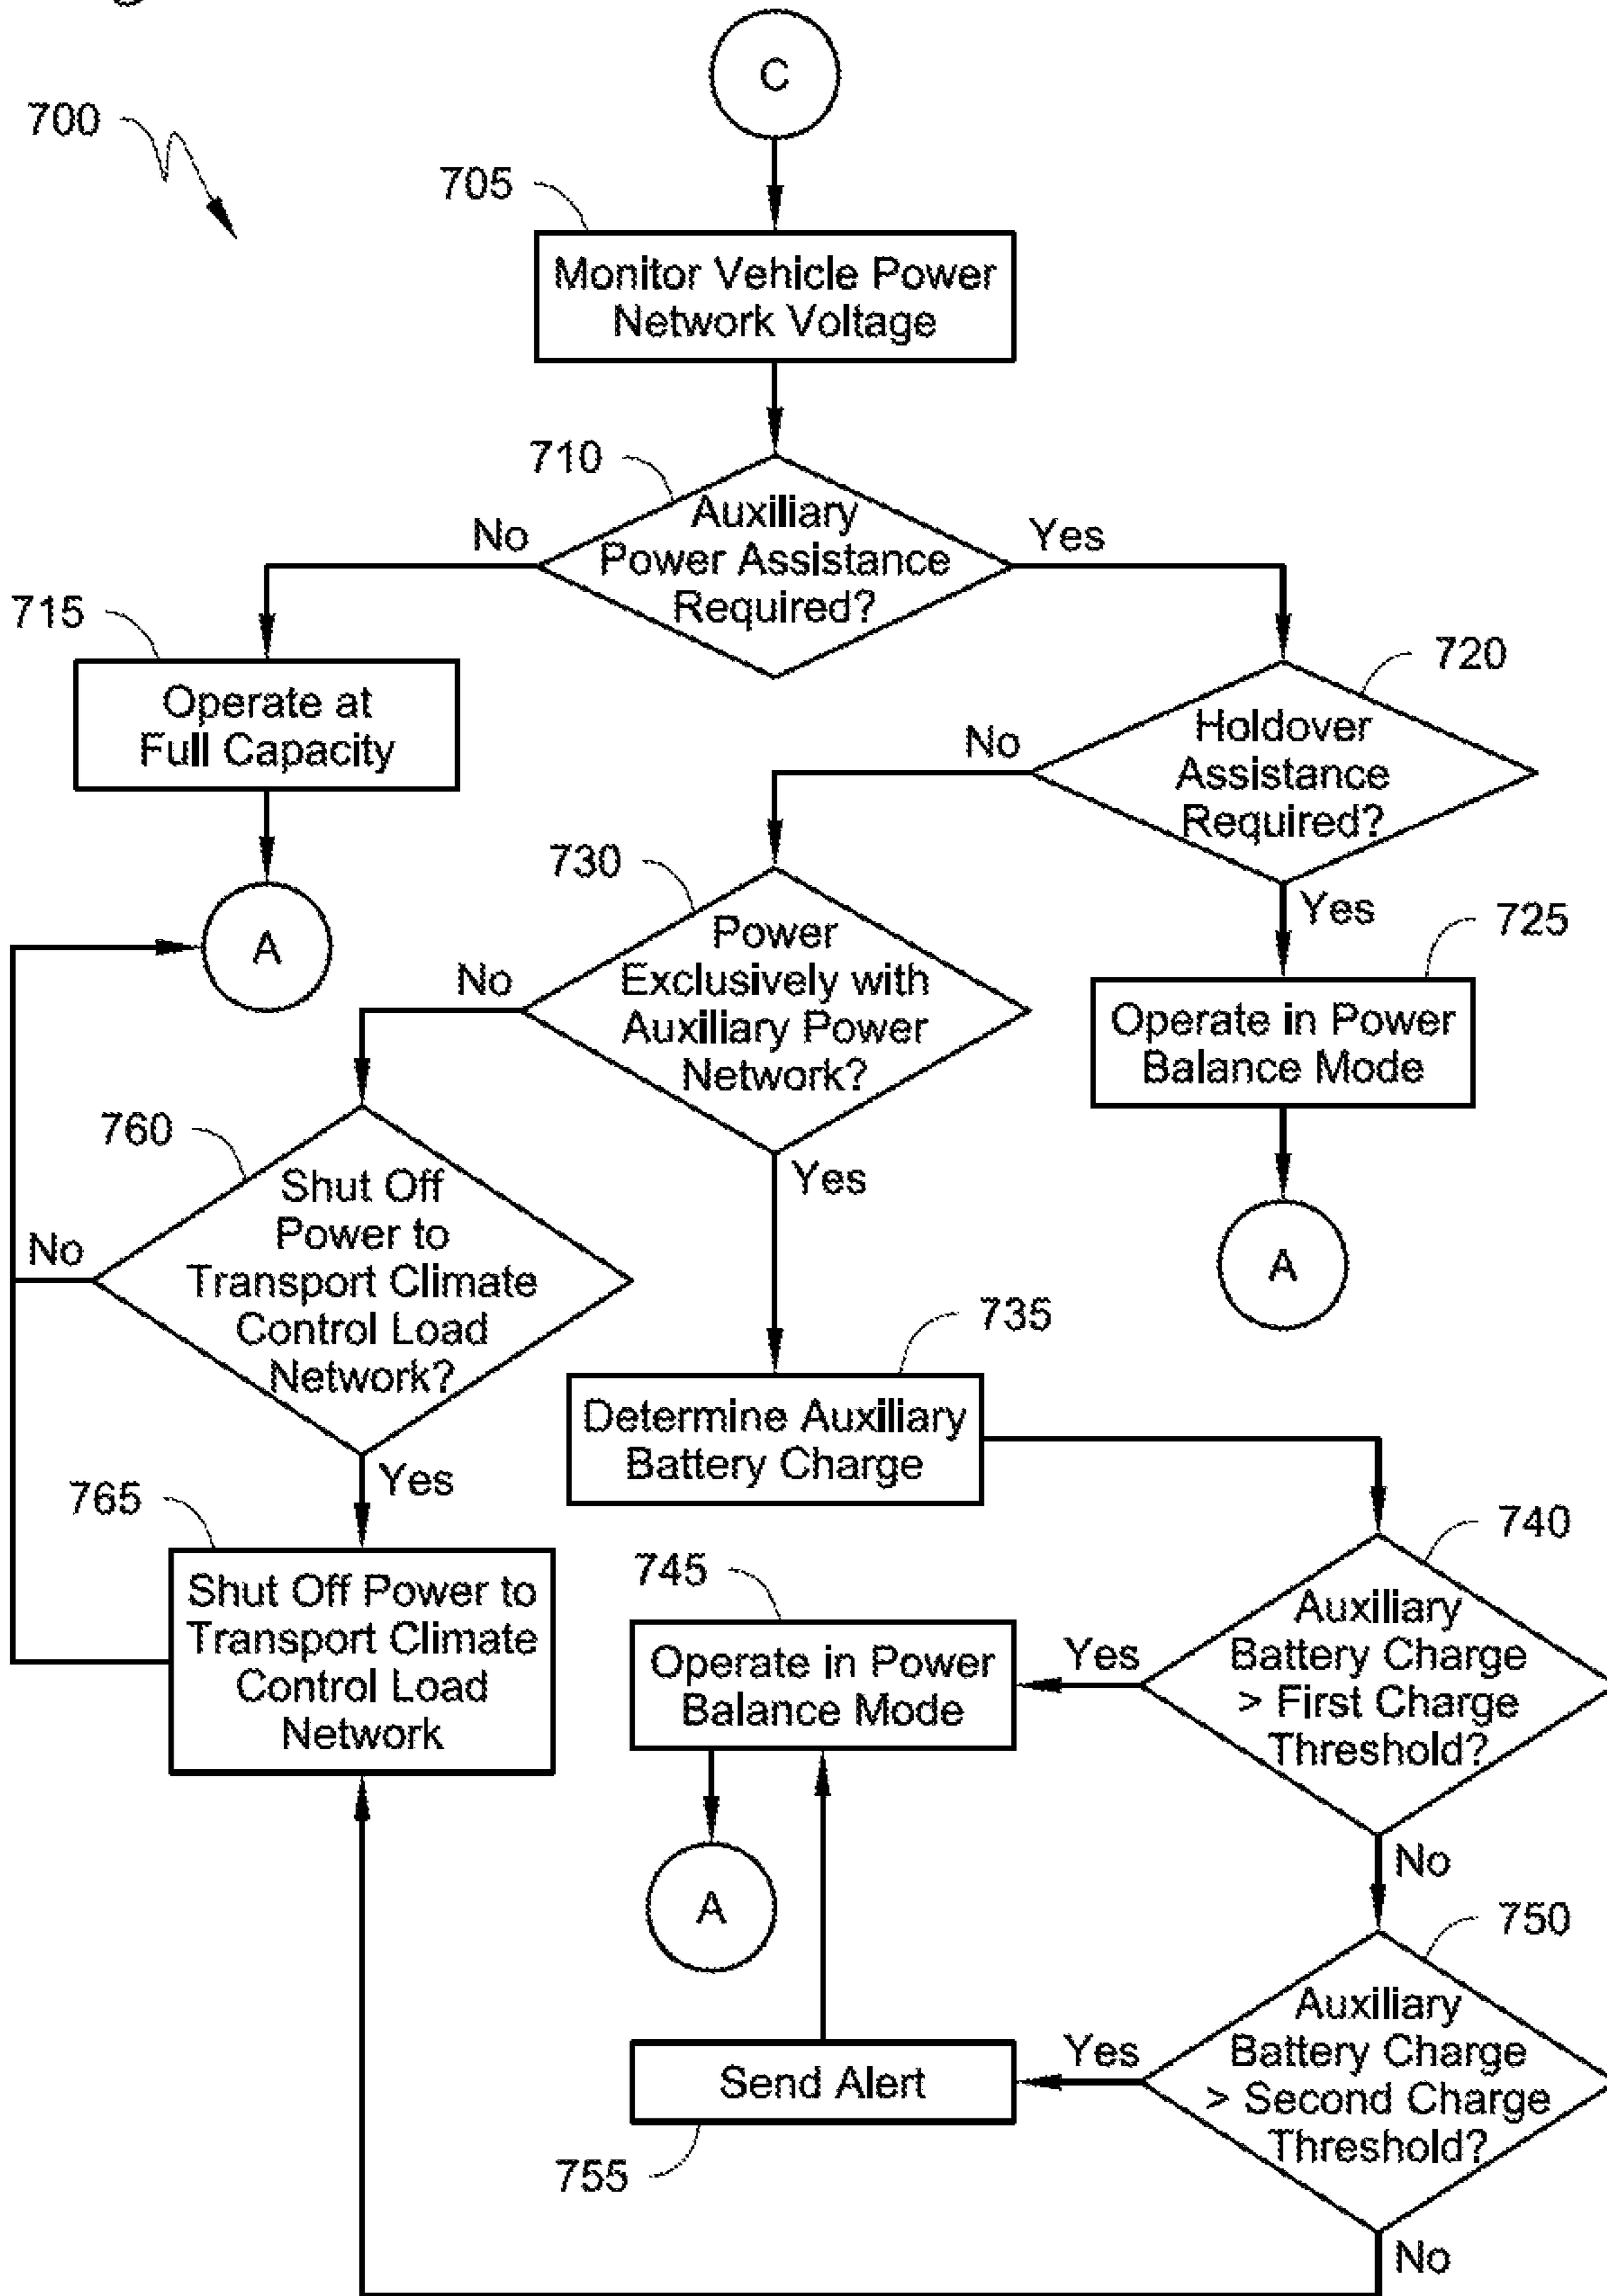 C
700
705
Monitor Vehicle Power
Network Voltage
710
Auxiliary
Power Assistance
Required?
No
Yes
715
Operate at
Full Capacity
720
Holdover
Assistance
Required?
No
Yes
A
730
Power
Exclusively with
Auxiliary Power
Network?
No
Yes
725
Operate in Power
Balance Mode
A
760
Shut Off
Power to
Transport Climate
Control Load
Network?
No
Yes
735
Determine Auxiliary
Battery Charge
765
Shut Off Power to
Transport Climate
Control Load
Network
740
Auxiliary
Battery Charge
> First Charge
Threshold?
Yes
No
745
Operate in Power
Balance Mode
A
750
Auxiliary
Battery Charge
> Second Charge
Threshold?
Yes
No
Send Alert
755